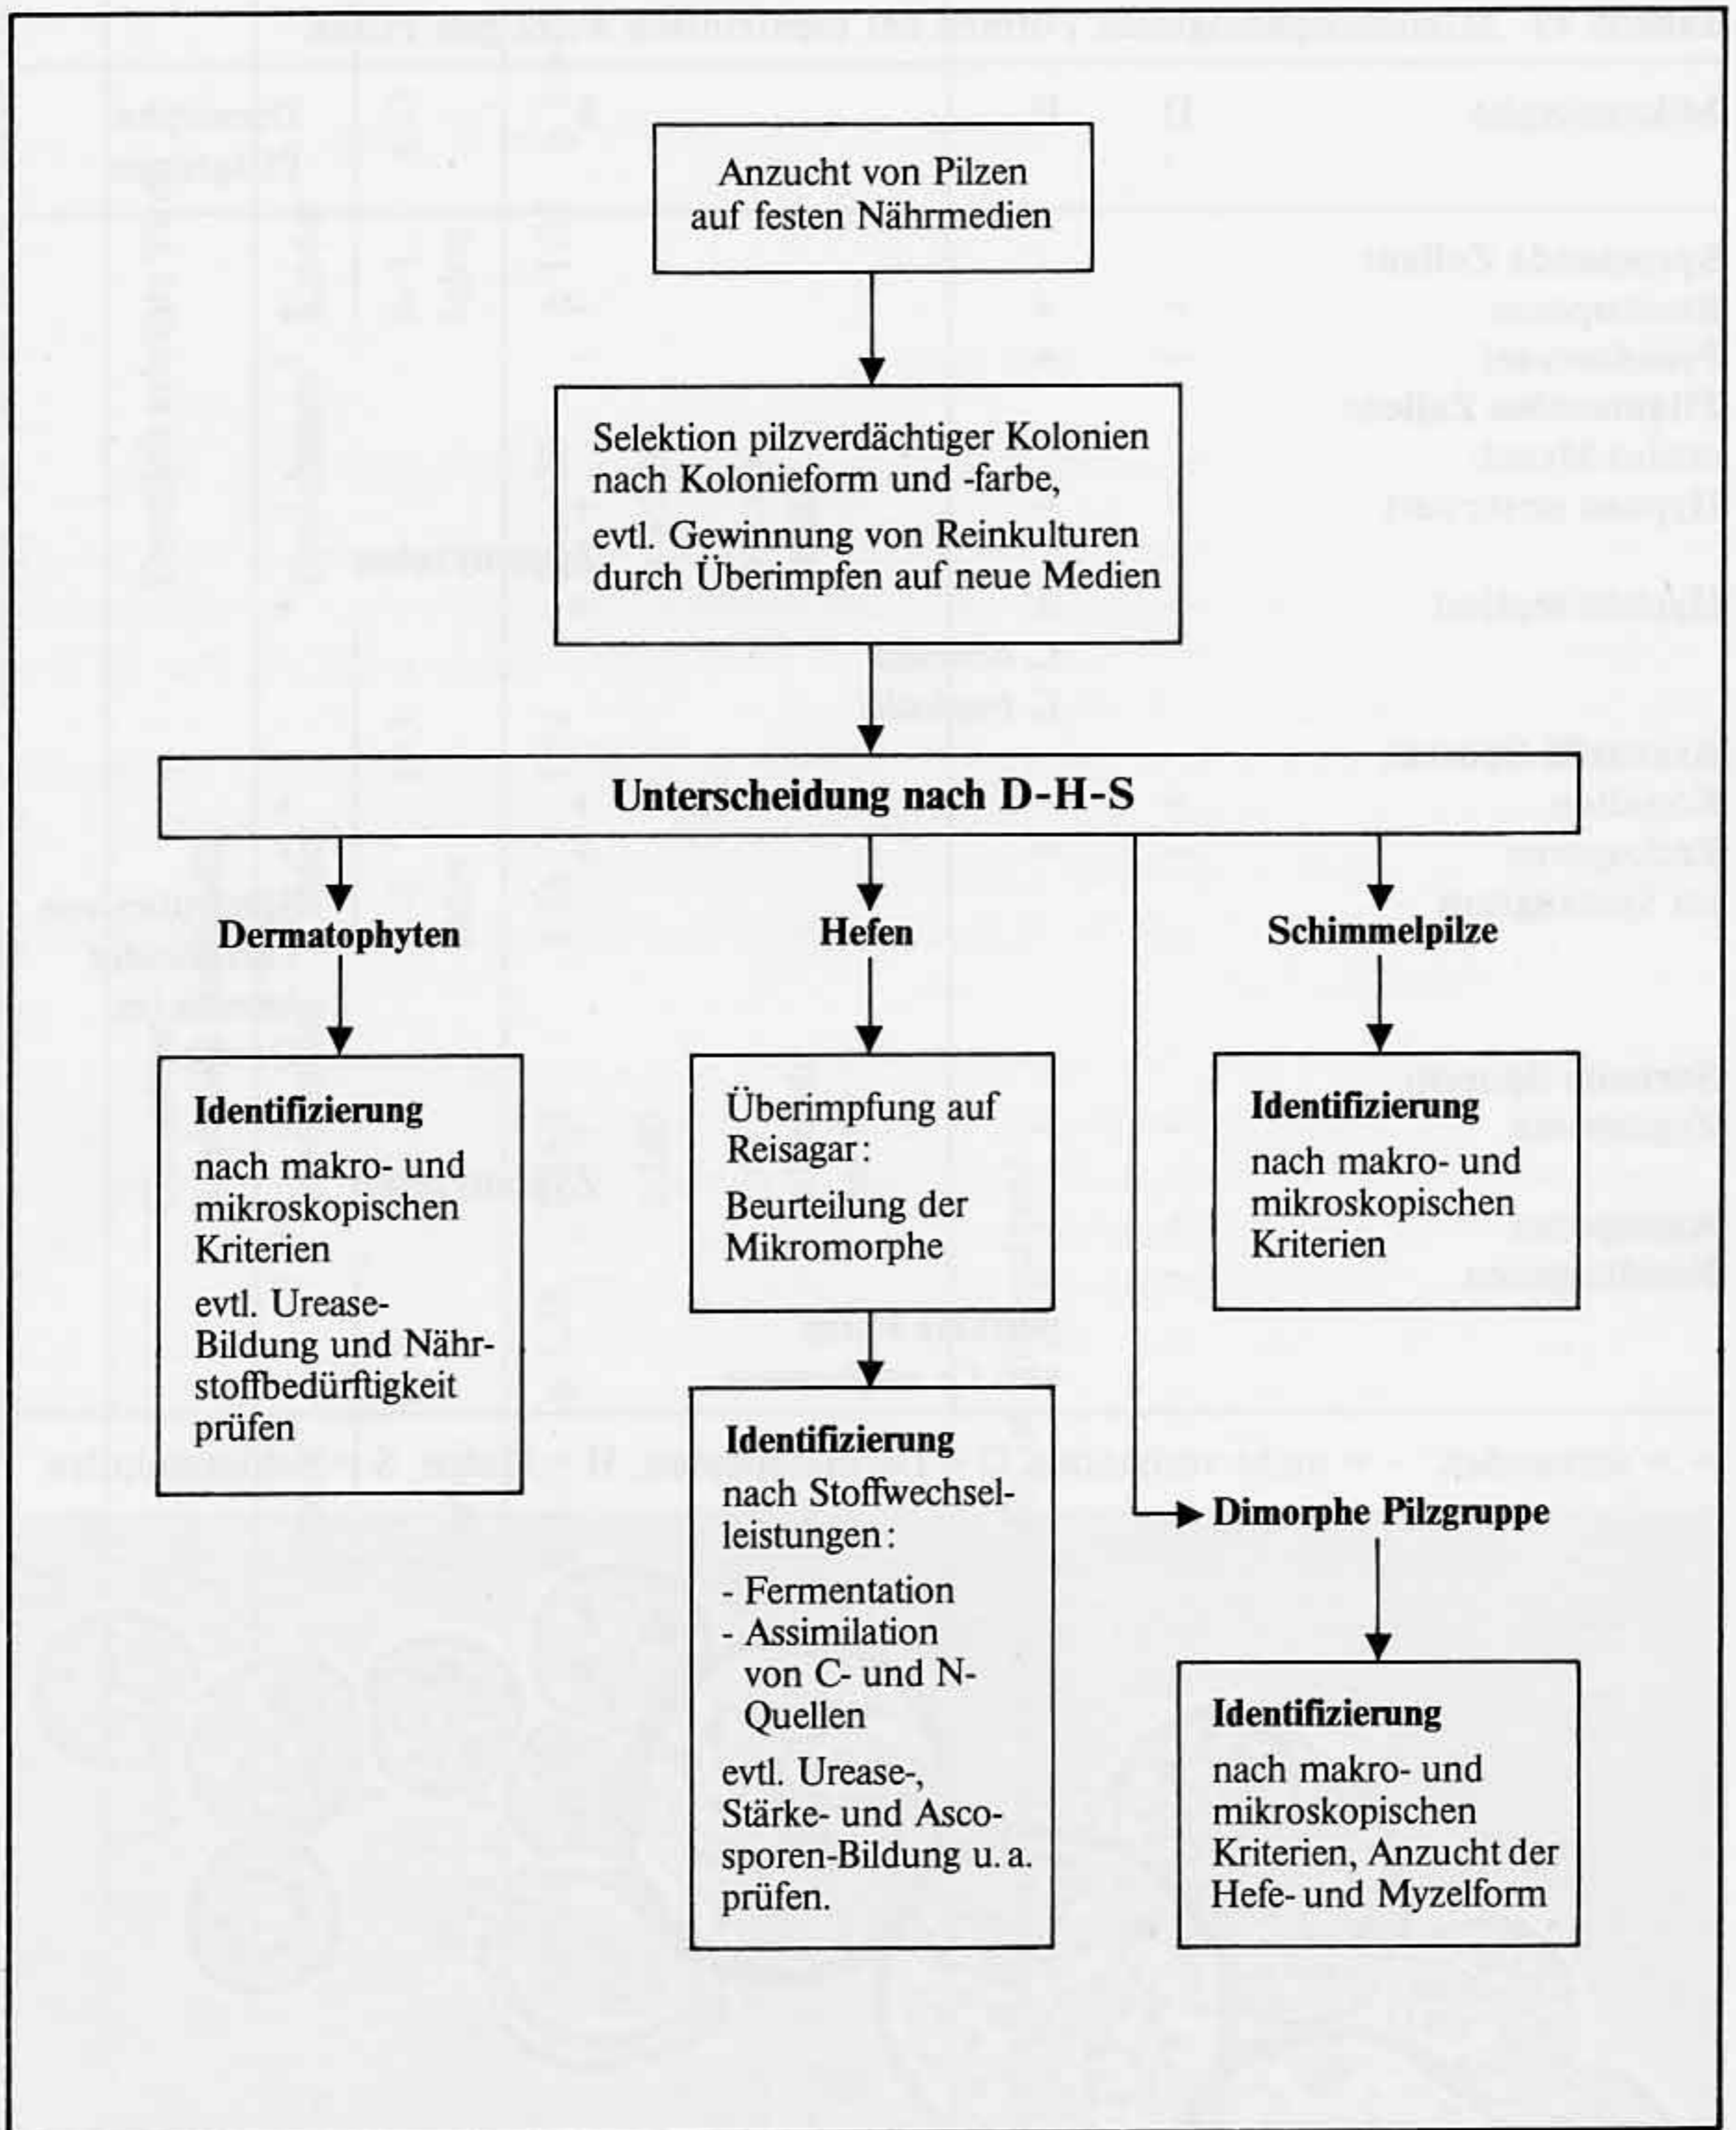 Anzucht von Pilzen
auf festen Nährmedien
Selektion pilzverdächtiger Kolonien
nach Kolonieform und -farbe,
evtl. Gewinnung von Reinkulturen
durch Überimpfen auf neue Medien
Unterscheidung nach D-H-S
Dermatophyten
Identifizierung
nach makro- und
mikroskopischen
Kriterien
evtl. Urease-
Bildung und Nähr-
stoffbedürftigkeit
prüfen
Hefen
Überimpfung auf
Reisagar:
Beurteilung der
Mikromorphe
Identifizierung
nach Stoffwechsel-
leistungen:
- Fermentation
- Assimilation
von C- und N-
Quellen
evtl. Urease-,
Stärke- und Asco-
sporen-Bildung u. a.
prüfen.
Schimmelpilze
Identifizierung
nach makro- und
mikroskopischen
Kriterien
Dimorphe Pilzgruppe
Identifizierung
nach makro- und
mikroskopischen
Kriterien, Anzucht der
Hefe- und Myzelform